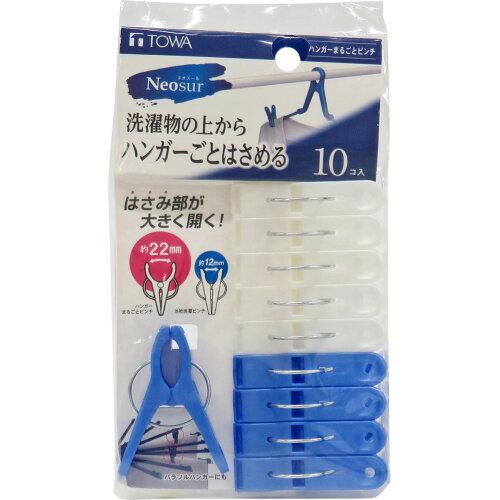 TOWA
ハンガーまるごとピンチ
ネオスール
Neosur
洗濯物の上から
ハンガーごとはさめる
10コ入
はさみ部が
大きく開く!
約22mm
約12mm
ハンガー
まるごとピンチ
当社洗濯ピンチ
パラソルハンガーにも